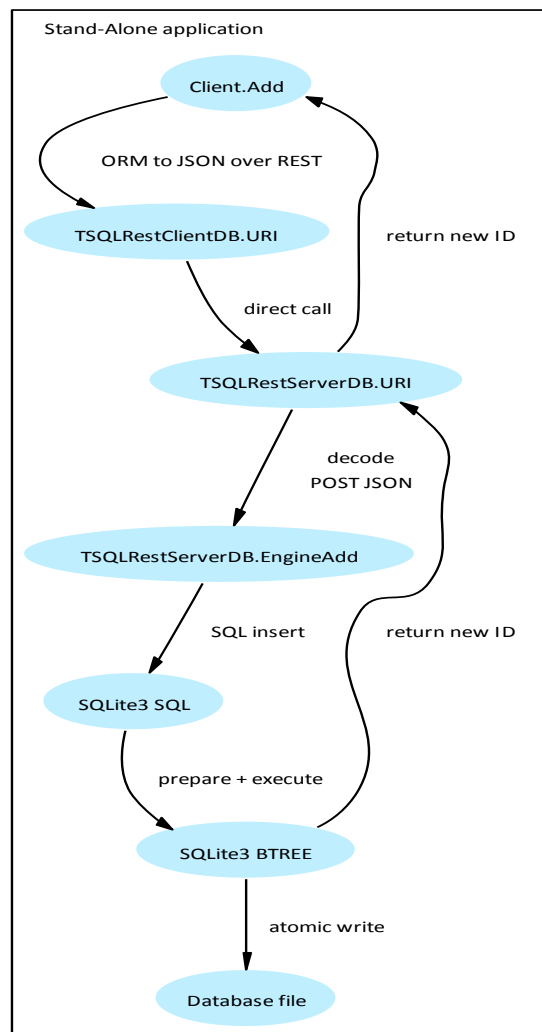 Stand-Alone application
Client.Add
ORM to JSON over REST
TSQLRestClientDB.URI
return new ID
direct call
TSQLRestServerDB.URI
decode
POST JSON
TSQLRestServerDB.EngineAdd
SQL insert
return new ID
SQLite3 SQL
prepare + execute
SQLite3 BTREE
atomic write
Database file